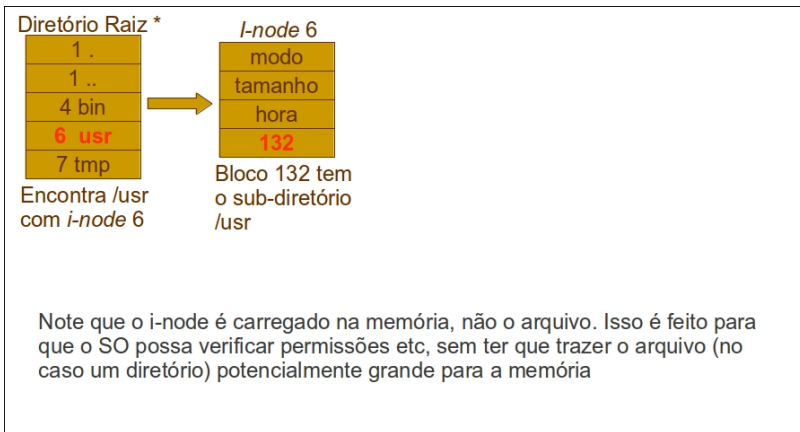 Diretório Raiz *
1 .
1 ..
4 bin
6 usr
7 tmp
Encontra /usr
com i-node 6
I-node 6
modo
tamanho
hora
132
Bloco 132 tem
o sub-diretório
/usr
Note que o i-node é carregado na memória, não o arquivo. Isso é feito para
que o SO possa verificar permissões etc, sem ter que trazer o arquivo (no
caso um diretório) potencialmente grande para a memória